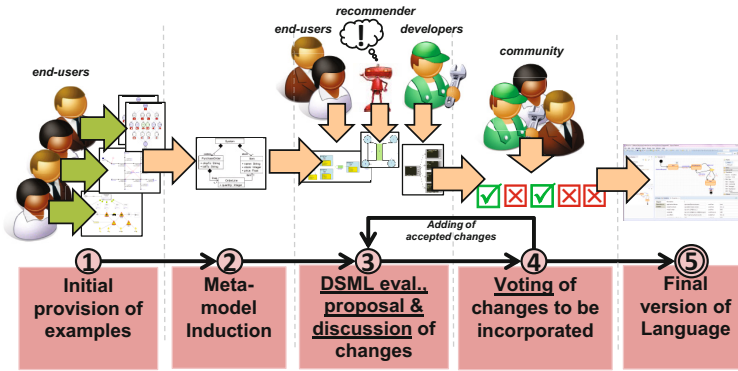 recommender
end-users
developers
community
end-users
!
System
Adding of
accepted changes
1
2
3
4
5
Initial
provision of
examples
Meta-
model
Induction
DSML eval.,
proposal &
discussion of
changes
Voting of
changes to be
incorporated
Final
version of
Language